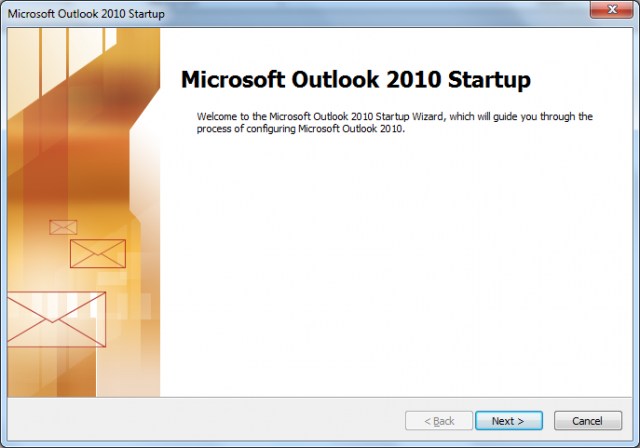 Microsoft Outlook 2010 Startup
Microsoft Outlook 2010 Startup
Welcome to the Microsoft Outlook 2010 Startup Wizard, which will guide you through the
process of configuring Microsoft Outlook 2010.
< Back
Next >
Cancel